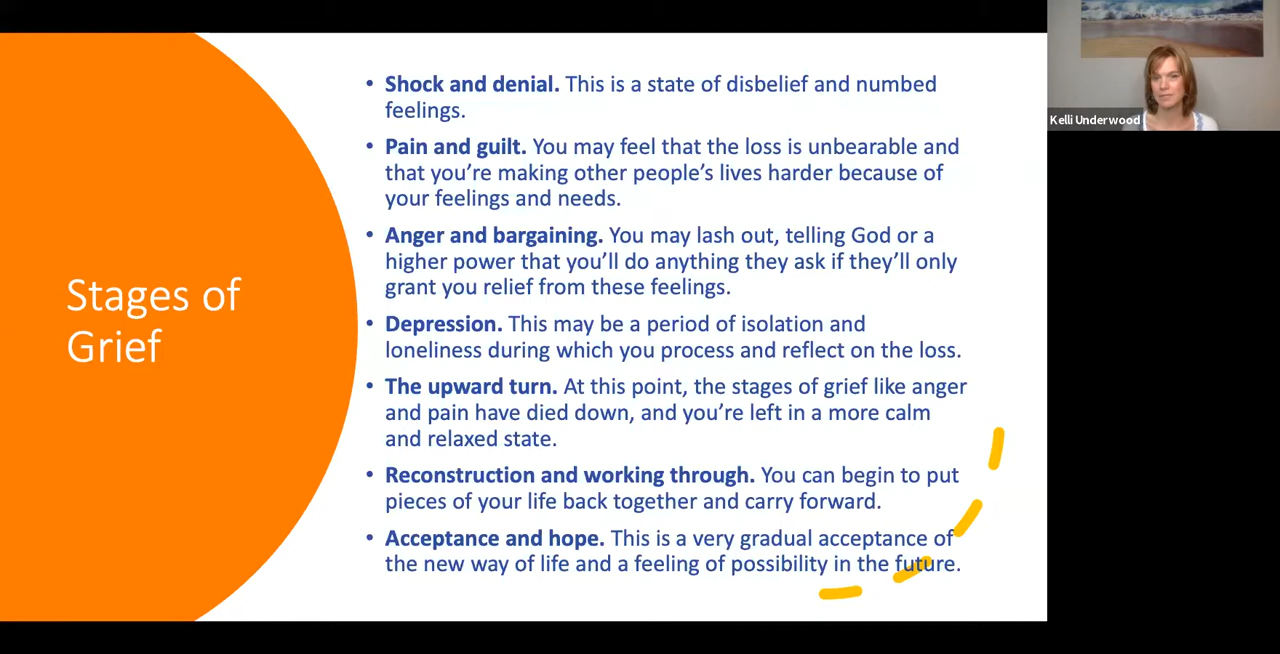 Stages of
Grief
• Shock and denial. This is a state of disbelief and numbed
feelings.
• Pain and guilt. You may feel that the loss is unbearable and
that you’re making other people’s lives harder because of
your feelings and needs.
• Anger and bargaining. You may lash out, telling God or a
higher power that you’ll do anything they ask if they’ll only
grant you relief from these feelings.
• Depression. This may be a period of isolation and
loneliness during which you process and reflect on the loss.
• The upward turn. At this point, the stages of grief like anger
and pain have died down, and you’re left in a more calm
and relaxed state.
• Reconstruction and working through. You can begin to put
pieces of your life back together and carry forward.
• Acceptance and hope. This is a very gradual acceptance of
the new way of life and a feeling of possibility in the future.
Kelli Underwood